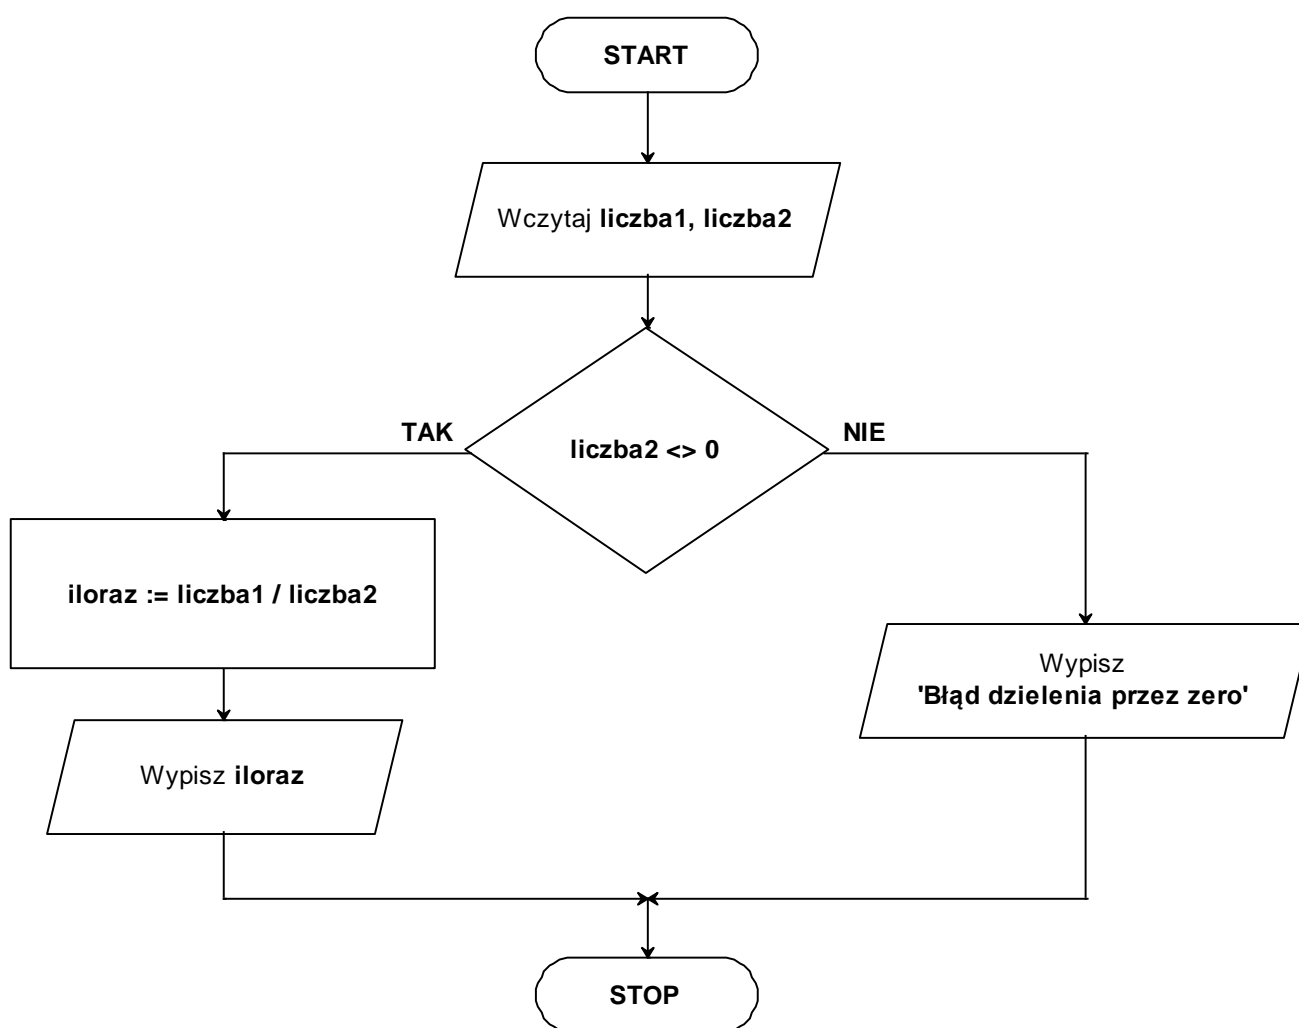 START
Wczytaj liczba1, liczba2
TAK
liczba2 <> 0
NIE
iloraz := liczba1 / liczba2
Wypisz
'Błąd dzielenia przez zero'
Wypisz iloraz
STOP